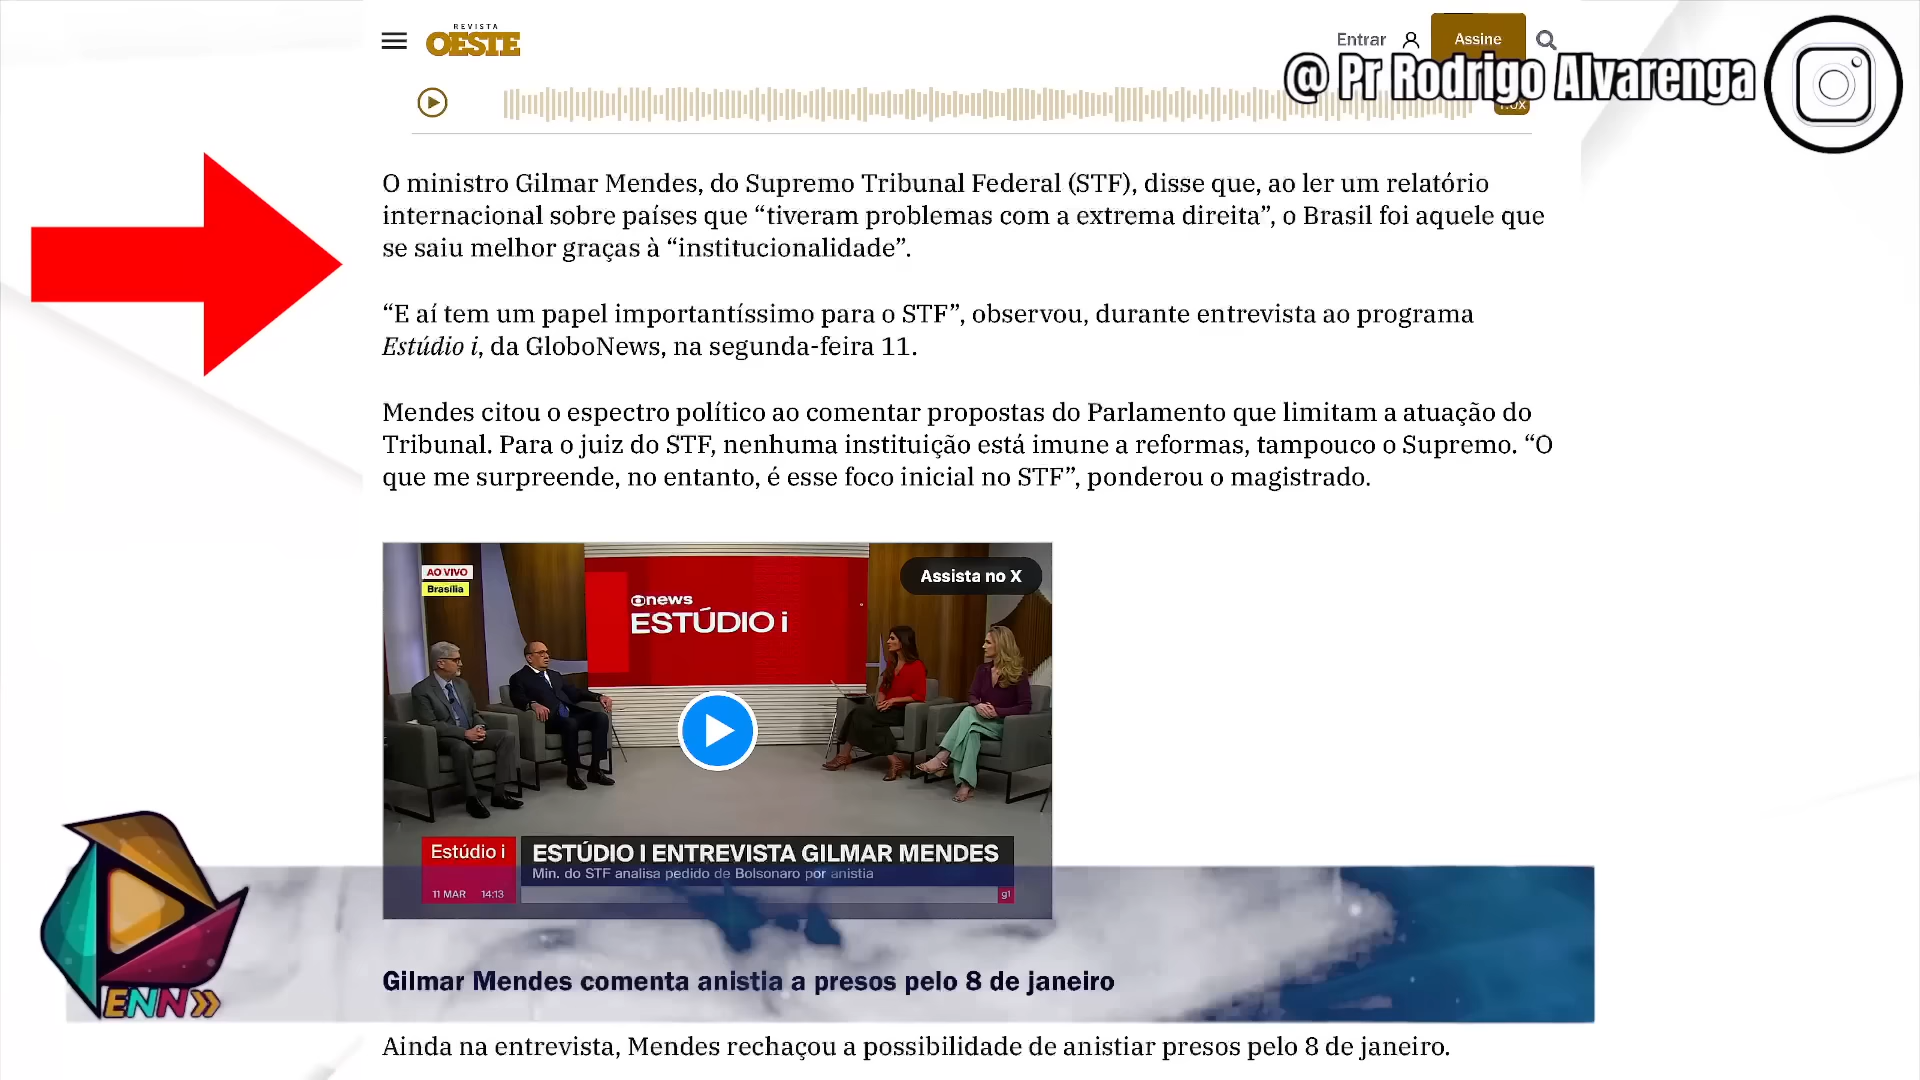 REVISTA
OESTE
Entrar
Assine
@ Pr Rodrigo Alvarenga
1.0x
O ministro Gilmar Mendes, do Supremo Tribunal Federal (STF), disse que, ao ler um relatório
internacional sobre países que “tiveram problemas com a extrema direita”, o Brasil foi aquele que
se saiu melhor graças à “institucionalidade”.
“E aí tem um papel importantíssimo para o STF”, observou, durante entrevista ao programa
Estúdio i, da GloboNews, na segunda-feira 11.
Mendes citou o espectro político ao comentar propostas do Parlamento que limitam a atuação do
Tribunal. Para o juiz do STF, nenhuma instituição está imune a reformas, tampouco o Supremo. “O
que me surpreende, no entanto, é esse foco inicial no STF”, ponderou o magistrado.
AO VIVO
Brasília
Assista no X
news
ESTÚDIO i
Estúdio i
ESTÚDIO I ENTREVISTA GILMAR MENDES
Min. do STF analisa pedido de Bolsonaro por anistia
11 MAR 14:13
g1
Gilmar Mendes comenta anistia a presos pelo 8 de janeiro
ENN
Ainda na entrevista, Mendes rechaçou a possibilidade de anistiar presos pelo 8 de janeiro.